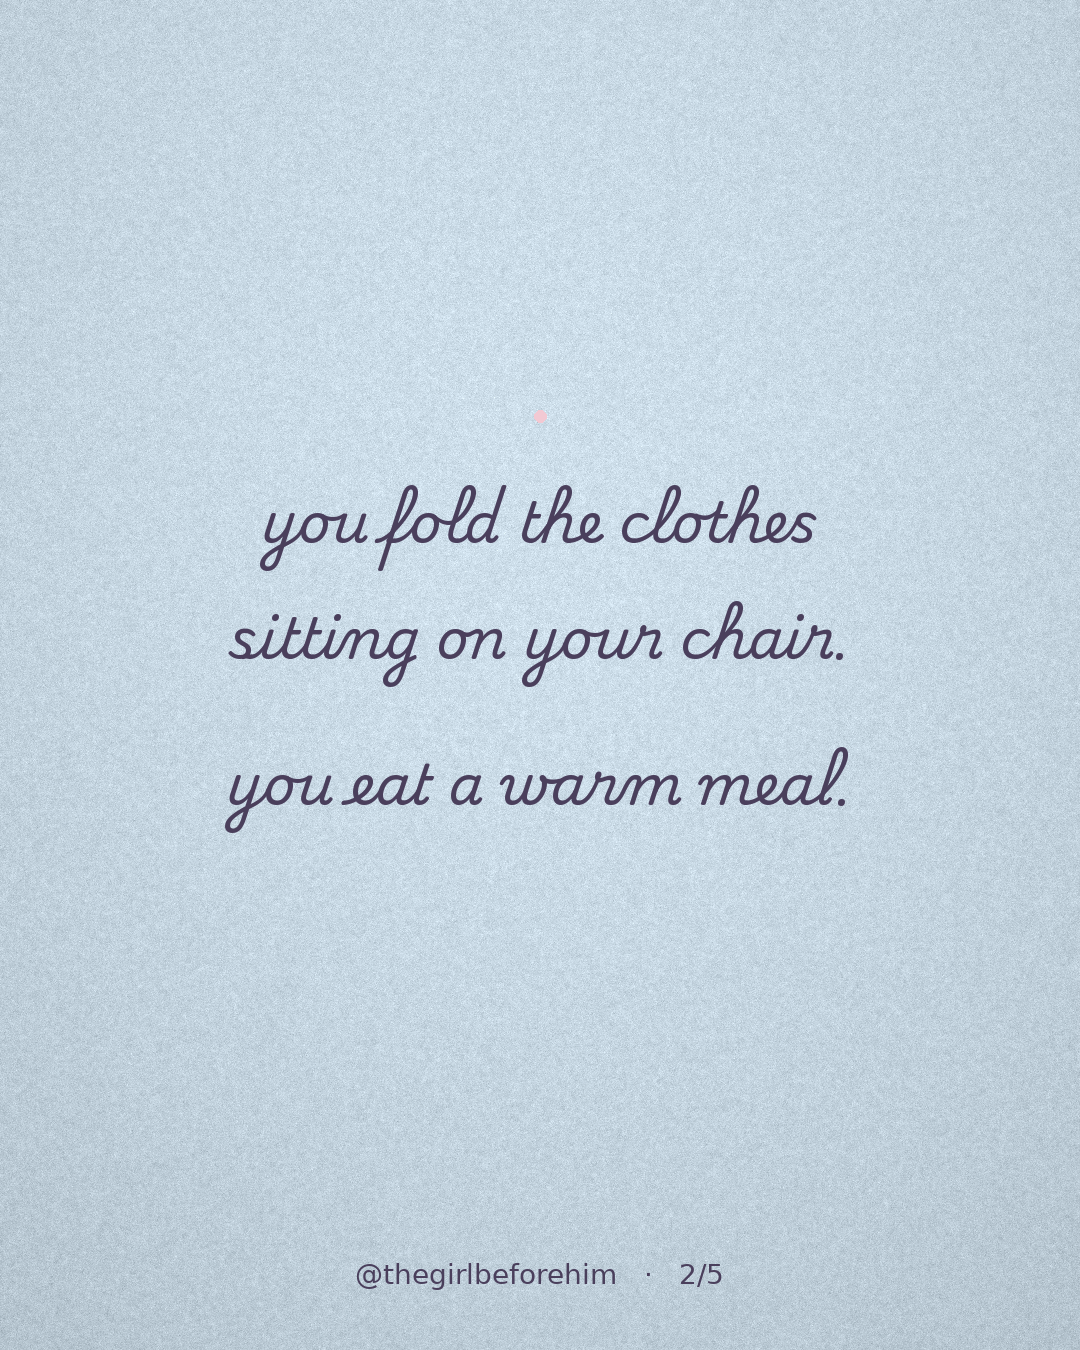 you fold the clothes
sitting on your chair.
you eat a warm meal.
@thegirlbeforehim · 2/5